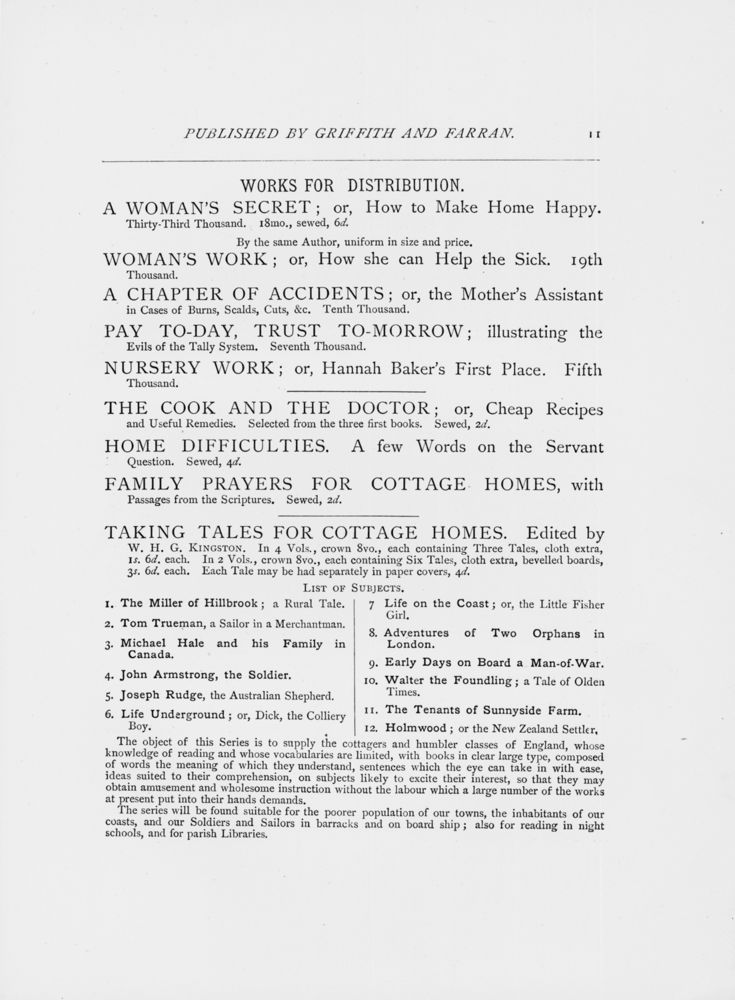 PUBLISHED BY GRIFFITH AND FARRAN. 11
WORKS FOR DISTRIBUTION.
A WOMAN'S SECRET; or, How to Make Home Happy.
Thirty-Third Thousand. 18mo., sewed, 6d.
By the same Author, uniform in size and price.
WOMAN'S WORK; or, How she can Help the Sick. 19th
Thousand.
A CHAPTER OF ACCIDENTS; or, the Mother's Assistant
in Cases of Burns, Scalds, Cuts, &c. Tenth Thousand.
PAY TO-DAY, TRUST TO-MORROW; illustrating the
Evils of the Tally System. Seventh Thousand.
NURSERY WORK; or, Hannah Baker's First Place. Fifth
Thousand.
THE COOK AND THE DOCTOR; or, Cheap Recipes
and Useful Remedies. Selected from the three first books. Sewed, 2d.
HOME DIFFICULTIES. A few Words on the Servant
Question. Sewed, 4d.
FAMILY PRAYERS FOR COTTAGE HOMES, with
Passages from the Scriptures. Sewed, 2d.
TAKING TALES FOR COTTAGE HOMES. Edited by
W. H. G. KINGSTON. In 4 Vols., crown 8vo., each containing Three Tales, cloth extra,
1s. 6d. each. In 2 Vols., crown 8vo., each containing Six Tales, cloth extra, bevelled boards,
3s. 6d. each. Each Tale may be had separately in paper covers, 4d.
LIST OF SUBJECTS.
1. The Miller of Hillbrook; a Rural Tale.
2. Tom Trueman, a Sailor in a Merchantman.
3. Michael Hale and his Family in
Canada.
4. John Armstrong, the Soldier.
5. Joseph Rudge, the Australian Shepherd.
6. Life Underground; or, Dick, the Colliery
Boy.
7 Life on the Coast; or, the Little Fisher
Girl.
8. Adventures of Two Orphans in
London.
9. Early Days on Board a Man-of-War.
10. Walter the Foundling; a Tale of Olden
Times.
11. The Tenants of Sunnyside Farm.
12. Holmwood; or the New Zealand Settler,
The object of this Series is to supply the cottagers and humbler classes of England, whose
knowledge of reading and whose vocabularies are limited, with books in clear large type, composed
of words the meaning of which they understand, sentences which the eye can take in with ease,
ideas suited to their comprehension, on subjects likely to excite their interest, so that they may
obtain amusement and wholesome instruction without the labour which a large number of the works
at present put into their hands demands.
The series will be found suitable for the poorer population of our towns, the inhabitants of our
coasts, and our Soldiers and Sailors in barracks and on board ship; also for reading in night
schools, and for parish Libraries.